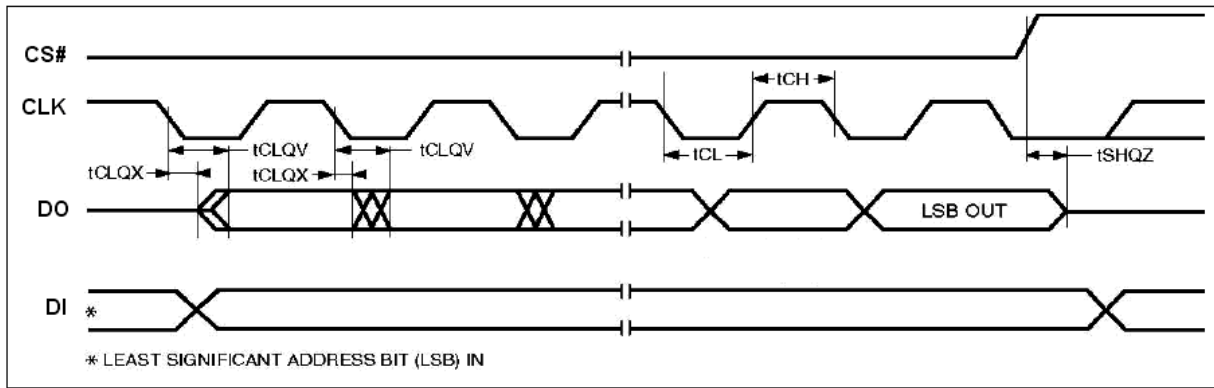 CS#
tCH
CLK
tCLQV
tCLQV
tCL
tSHQZ
tCLQX
tCLQX
DO
LSB OUT
DI
*
* LEAST SIGNIFICANT ADDRESS BIT (LSB) IN